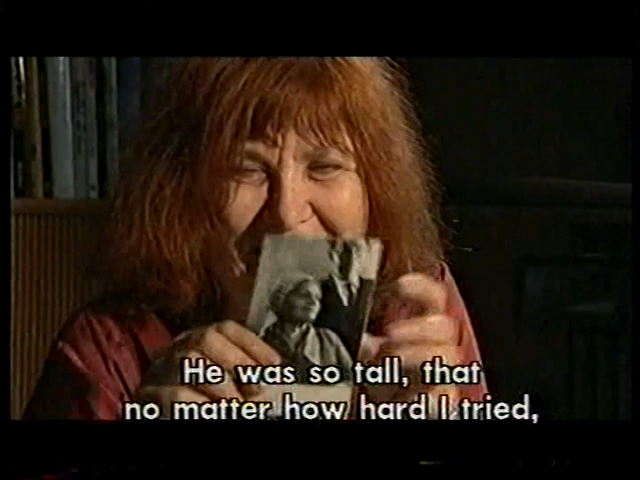 He was so tall, that
no matter how hard I tried,